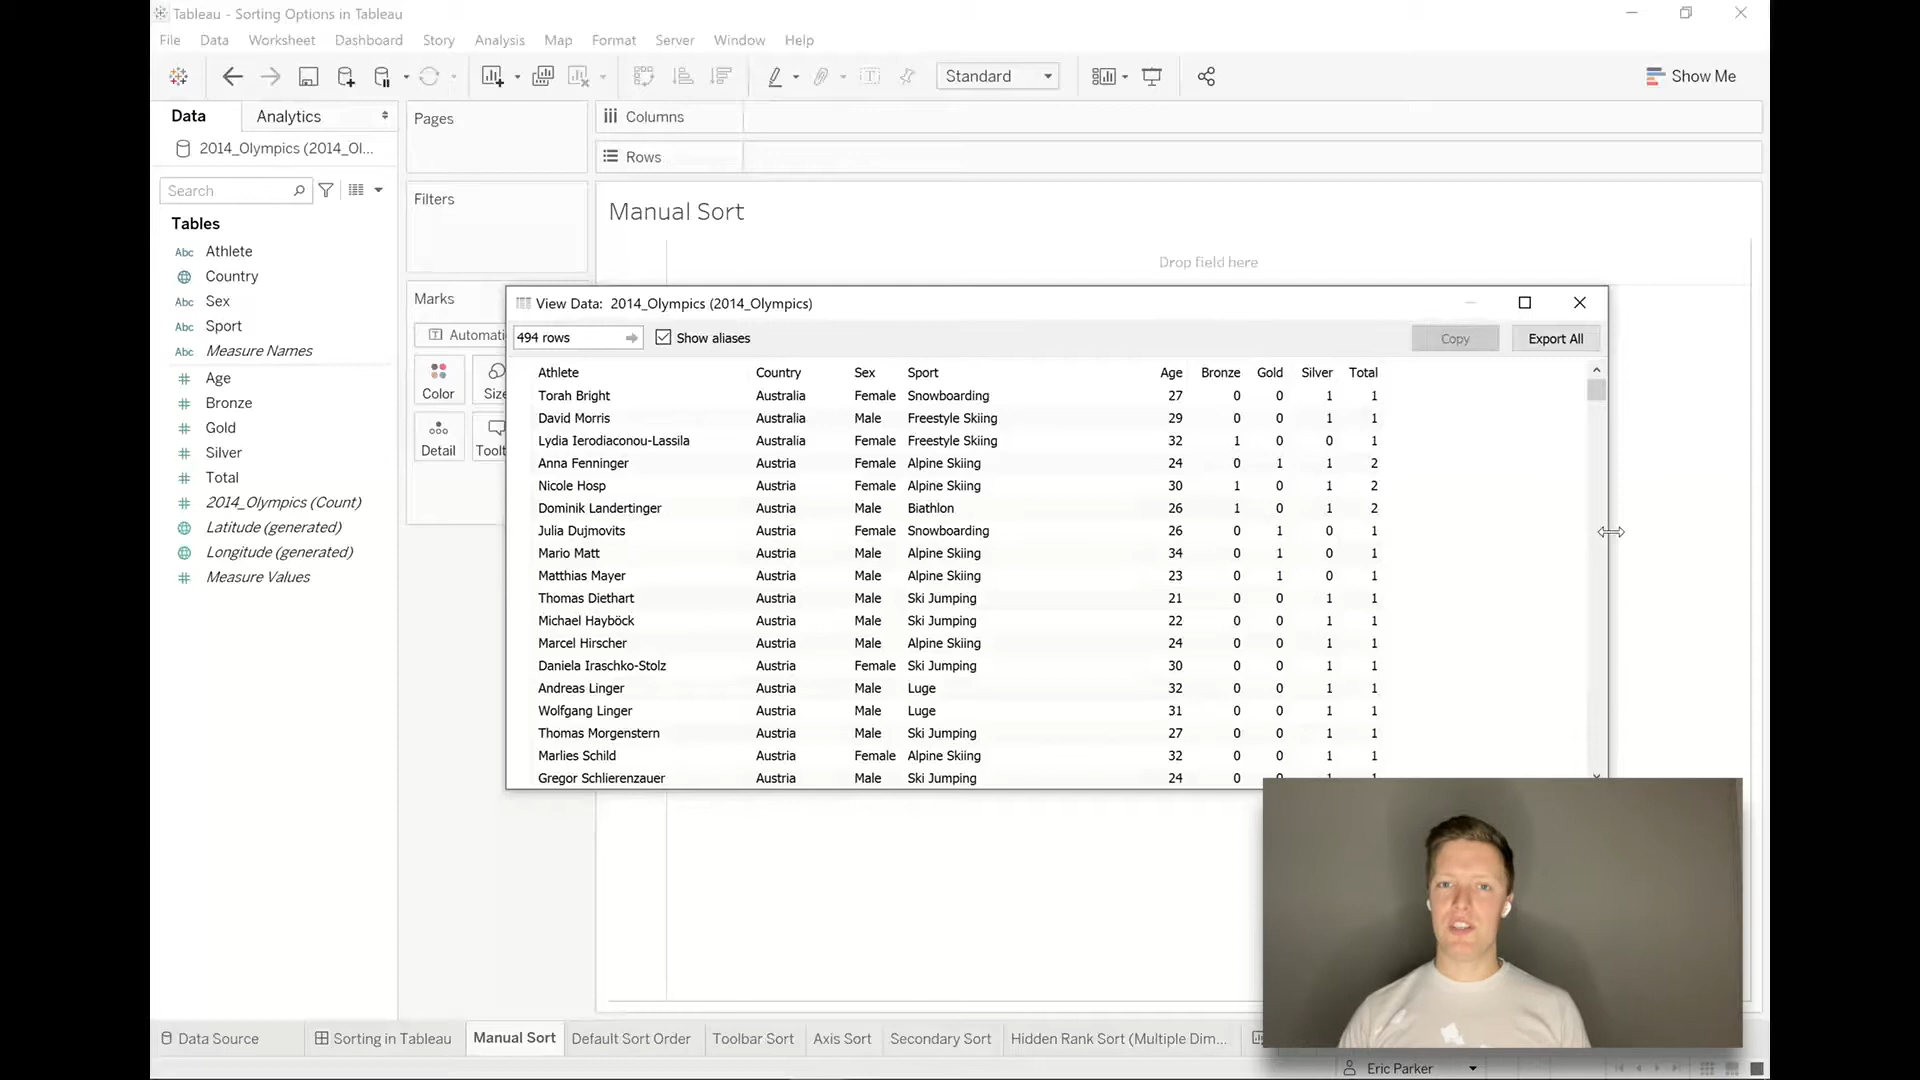 Tableau - Sorting Options in Tableau
File Data Worksheet Dashboard Story Analysis Map Format Server Window Help
Standard
Show Me
Data Analytics
2014_Olympics (2014_Ol...
Search
Tables
Abc Athlete
Country
Abc Sex
Abc Sport
Abc Measure Names
# Age
# Bronze
# Gold
# Silver
# Total
# 2014_Olympics (Count)
Latitude (generated)
Longitude (generated)
# Measure Values
Pages
Filters
Marks
Color
Detail
Columns
Rows
Manual Sort
Drop field here
View Data: 2014_Olympics (2014_Olympics)
494 rows Show aliases Copy Export All
Athlete Country Sex Sport Age Bronze Gold Silver Total
Torah Bright Australia Female Snowboarding 27 0 0 1 1
David Morris Australia Male Freestyle Skiing 29 0 0 1 1
Lydia Ierodiaconou-Lassila Australia Female Freestyle Skiing 32 1 0 0 1
Anna Fenninger Austria Female Alpine Skiing 24 0 1 1 2
Nicole Hosp Austria Female Alpine Skiing 30 1 0 1 2
Dominik Landertinger Austria Male Biathlon 26 1 0 1 2
Julia Dujmovits Austria Female Snowboarding 26 0 1 0 1
Mario Matt Austria Male Alpine Skiing 34 0 1 0 1
Matthias Mayer Austria Male Alpine Skiing 23 0 1 0 1
Thomas Diethart Austria Male Ski Jumping 21 0 0 1 1
Michael Hayböck Austria Male Ski Jumping 22 0 0 1 1
Marcel Hirscher Austria Male Alpine Skiing 24 0 0 1 1
Daniela Iraschko-Stolz Austria Female Ski Jumping 30 0 0 1 1
Andreas Linger Austria Male Luge 32 0 0 1 1
Wolfgang Linger Austria Male Luge 31 0 0 1 1
Thomas Morgenstern Austria Male Ski Jumping 27 0 0 1 1
Marlies Schild Austria Female Alpine Skiing 32 0 0 1 1
Gregor Schlierenzauer Austria Male Ski Jumping 24 0 0 1 1
Data Source Sorting in Tableau Manual Sort Default Sort Order Toolbar Sort Axis Sort Secondary Sort Hidden Rank Sort (Multiple Dim...
Eric Parker